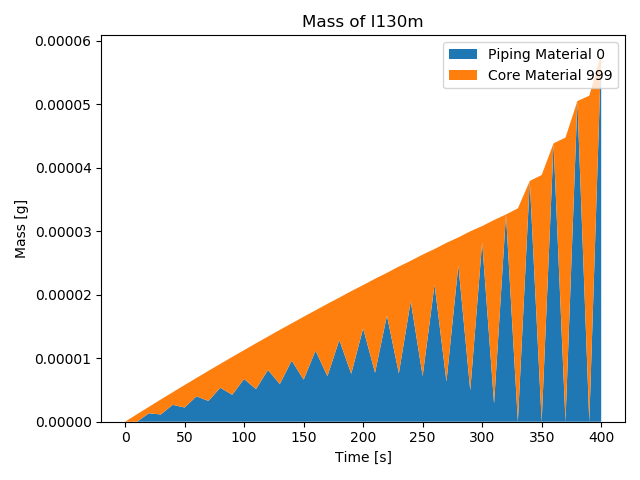 Mass of I130m
Piping Material 0
Core Material 999
0.00006
0.00005
0.00004
0.00003
0.00002
0.00001
0.00000
Mass [g]
0 50 100 150 200 250 300 350 400
Time [s]